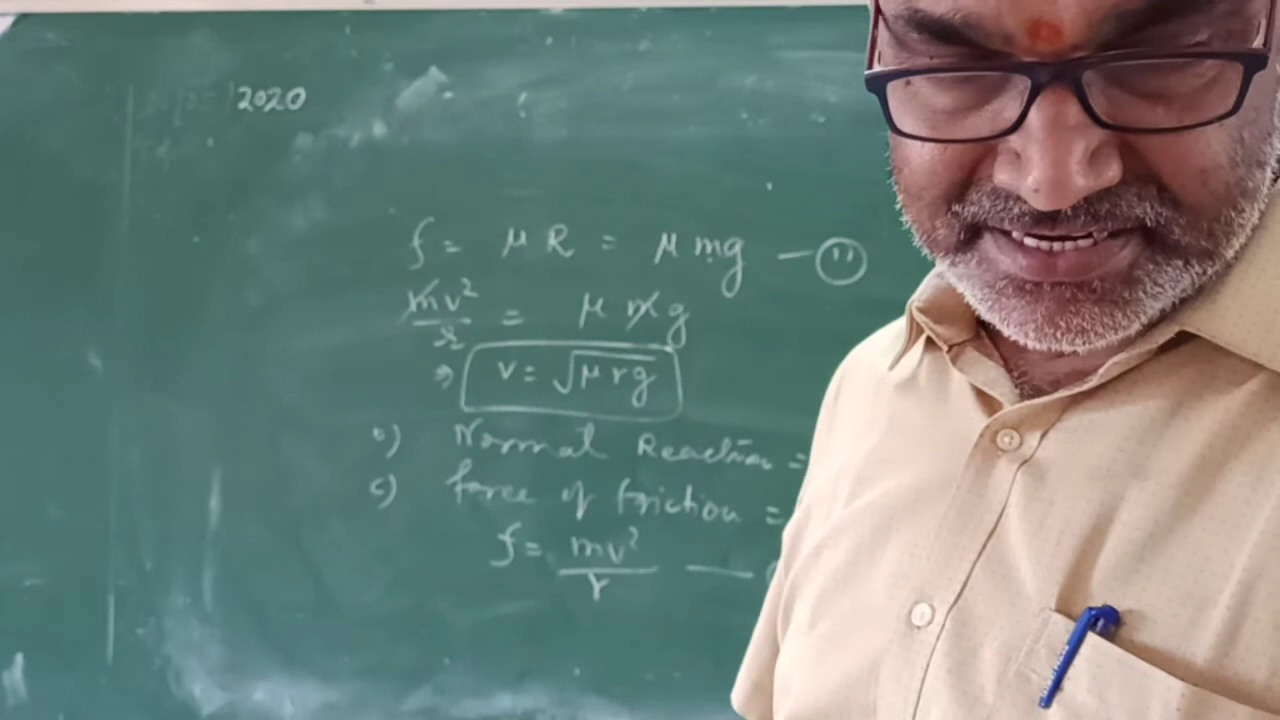 2020
f = μR = μmg — (ii)
mv²/r = μmg
⇒ v = √μrg
b) Normal Reaction =
c) force of friction =
f = mv²/r —